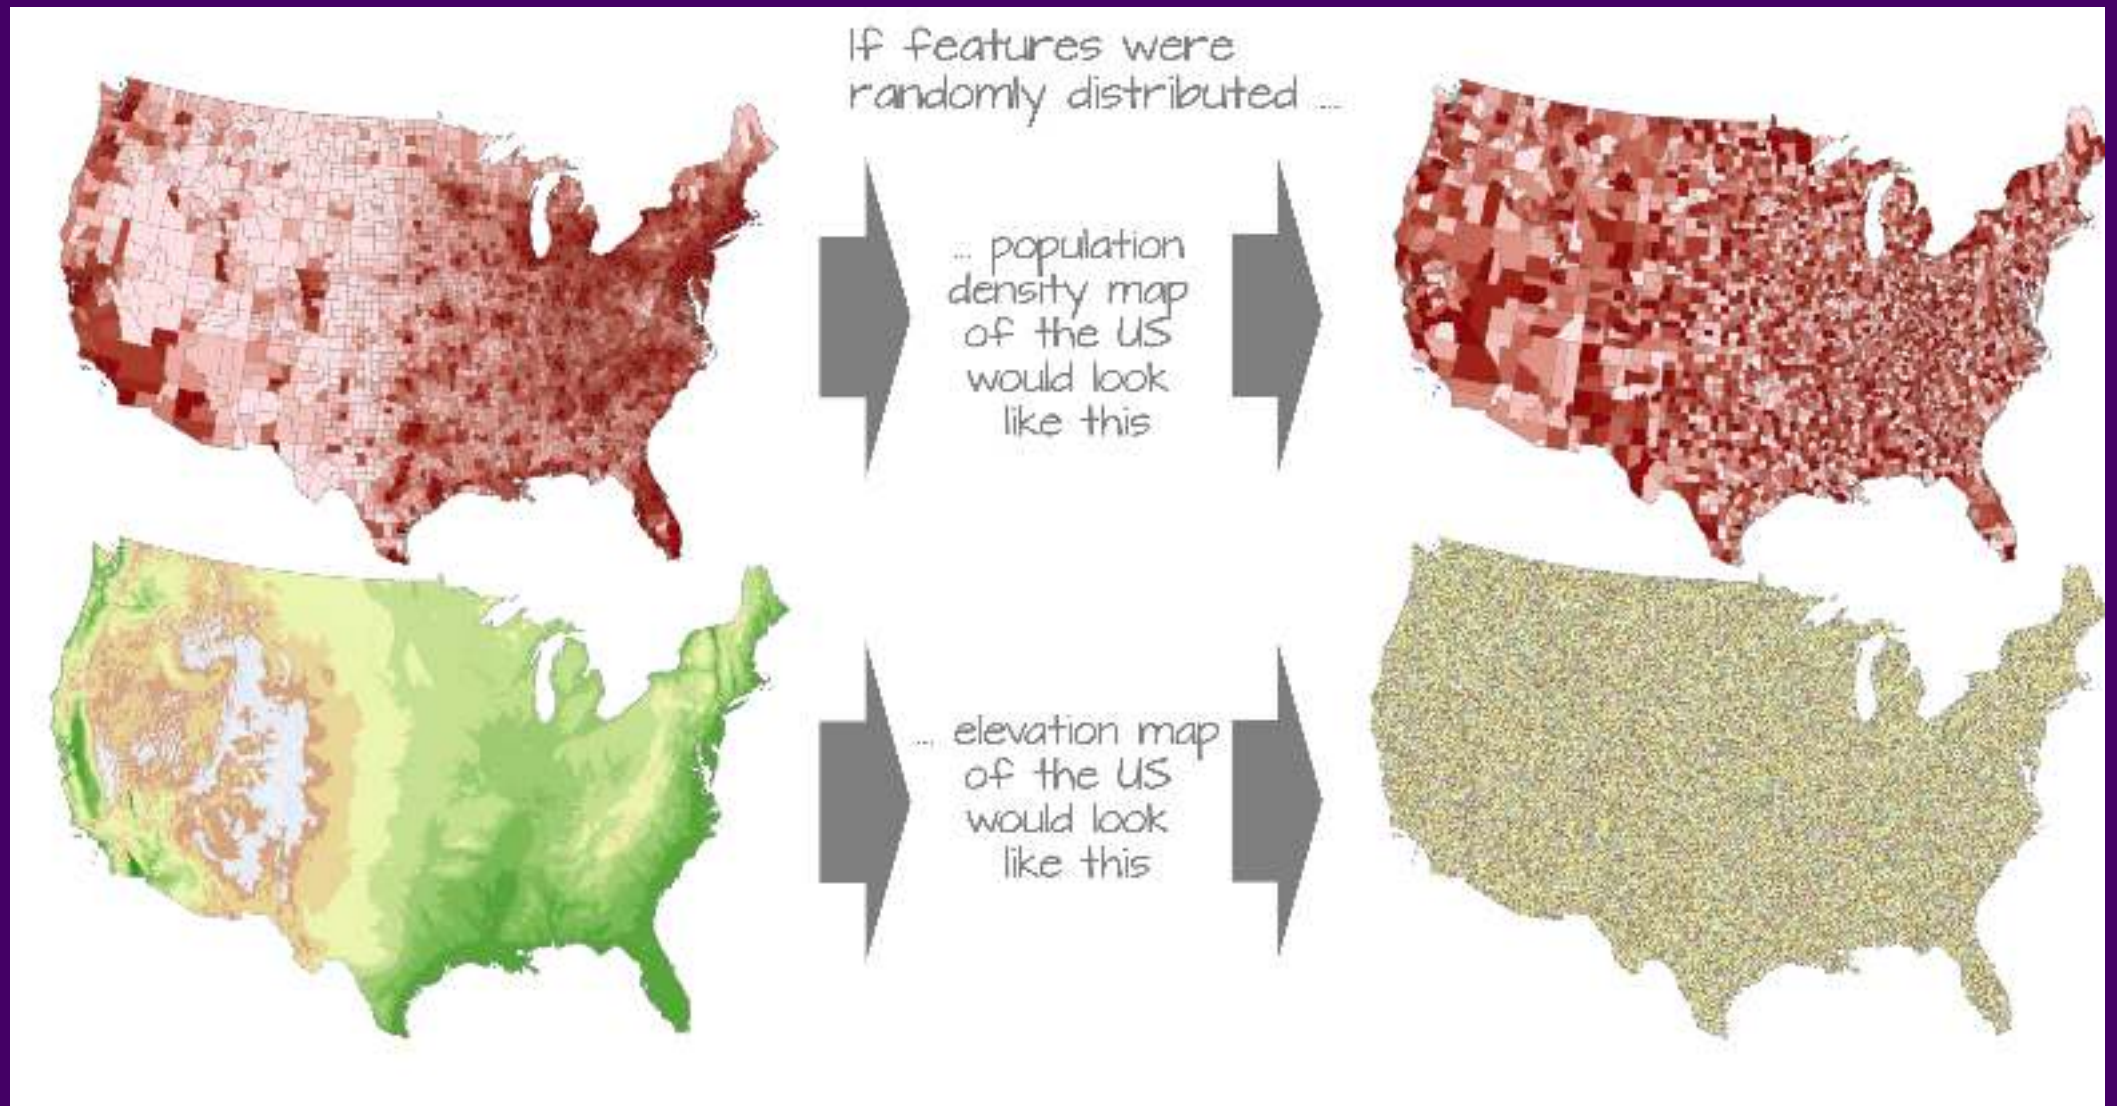 If features were
randomly distributed ...
... population
density map
of the US
would look
like this
... elevation map
of the US
would look
like this